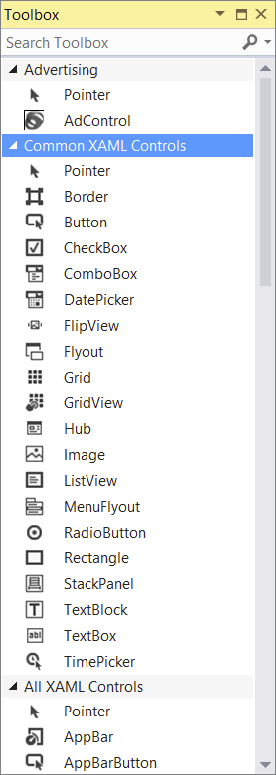 Toolbox
Search Toolbox
Advertising
Pointer
AdControl
Common XAML Controls
Pointer
Border
Button
CheckBox
ComboBox
DatePicker
FlipView
Flyout
Grid
GridView
Hub
Image
ListView
MenuFlyout
RadioButton
Rectangle
StackPanel
T TextBlock
abl TextBox
TimePicker
All XAML Controls
Pointer
AppBar
AppBarButton